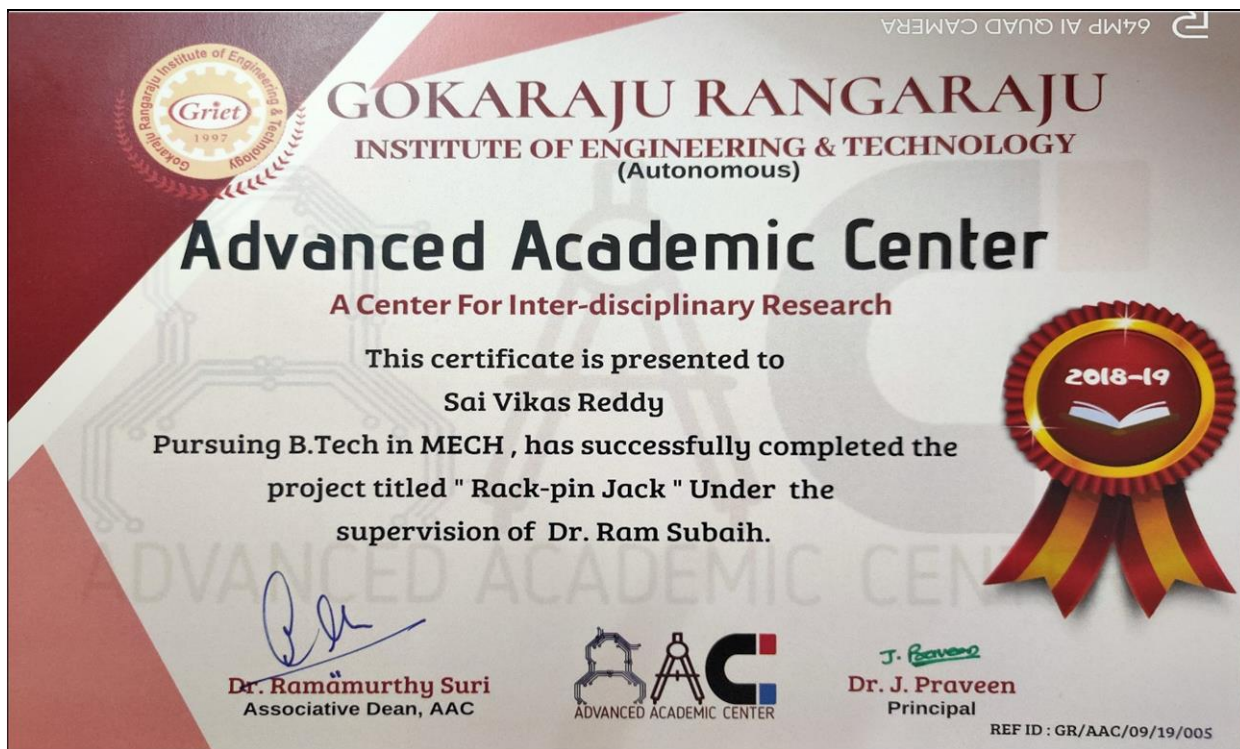 64MP AI QUAD CAMERA
Gokaraju Rangaraju Institute of Engineering & Technology
Griet
1997
GOKARAJU RANGARAJU
INSTITUTE OF ENGINEERING & TECHNOLOGY
(Autonomous)
Advanced Academic Center
A Center For Inter-disciplinary Research
This certificate is presented to
Sai Vikas Reddy
Pursuing B.Tech in MECH , has successfully completed the
project titled " Rack-pin Jack " Under the
supervision of Dr. Ram Subaih.
2018-19
ADVANCED ACADEMIC CEN
J. Praveen
Dr. Ramamurthy Suri
Associative Dean, AAC
AAC
ADVANCED ACADEMIC CENTER
Dr. J. Praveen
Principal
REF ID : GR/AAC/09/19/005